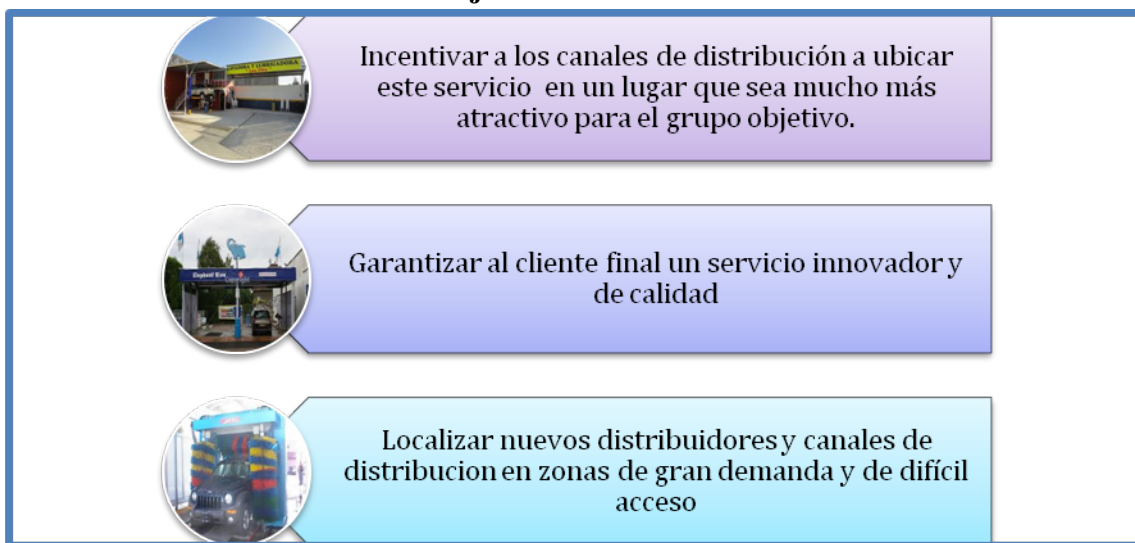 Incentivar a los canales de distribución a ubicar
este servicio en un lugar que sea mucho más
atractivo para el grupo objetivo.
Garantizar al cliente final un servicio innovador y
de calidad
Localizar nuevos distribuidores y canales de
distribucion en zonas de gran demanda y de difícil
acceso